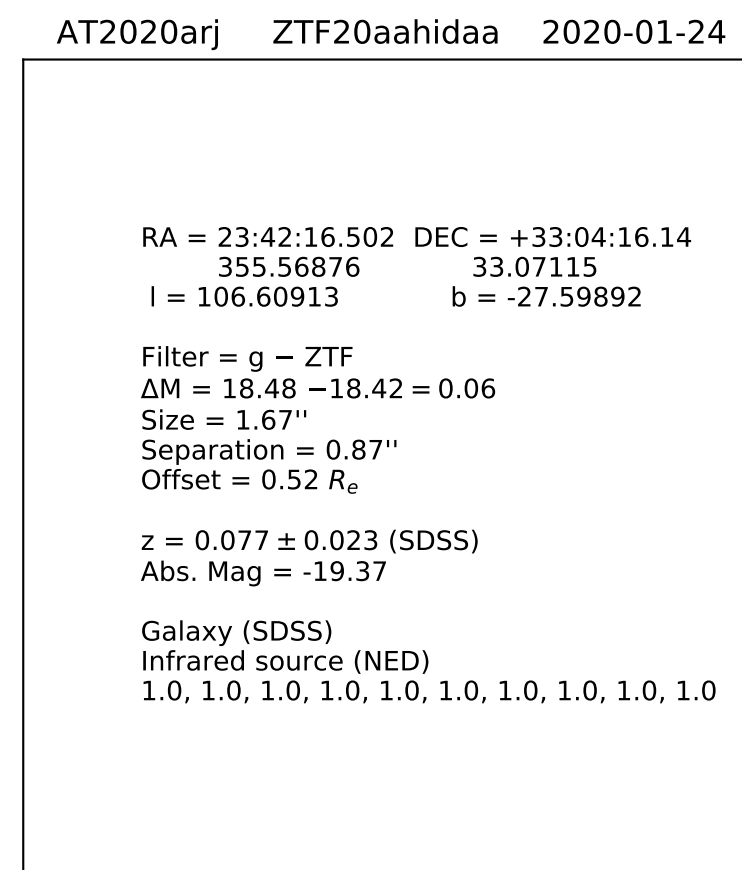 AT2020arj ZTF20aahidaa 2020-01-24
RA = 23:42:16.502 DEC = +33:04:16.14
355.56876 33.07115
l = 106.60913 b = -27.59892
Filter = g − ZTF
ΔM = 18.48 −18.42 = 0.06
Size = 1.67''
Separation = 0.87''
Offset = 0.52 Re
z = 0.077 ± 0.023 (SDSS)
Abs. Mag = -19.37
Galaxy (SDSS)
Infrared source (NED)
1.0, 1.0, 1.0, 1.0, 1.0, 1.0, 1.0, 1.0, 1.0, 1.0